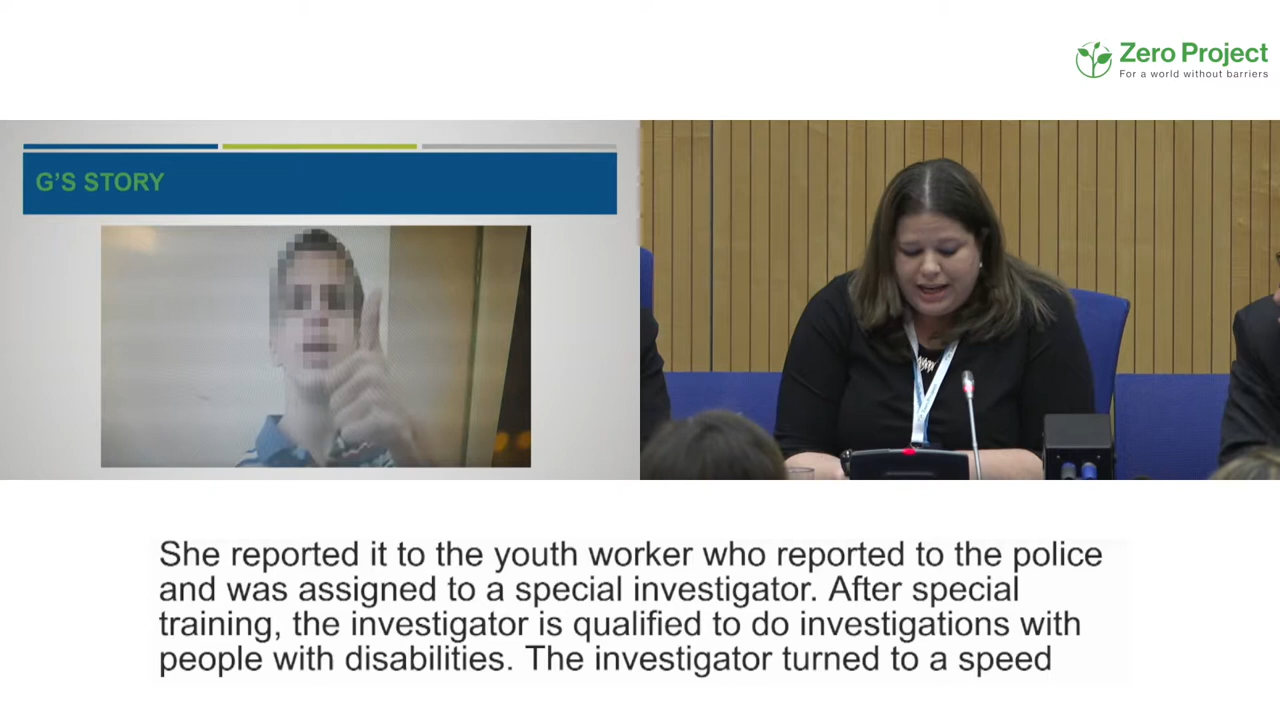 Zero Project
For a world without barriers
G'S STORY
She reported it to the youth worker who reported to the police
and was assigned to a special investigator. After special
training, the investigator is qualified to do investigations with
people with disabilities. The investigator turned to a speed